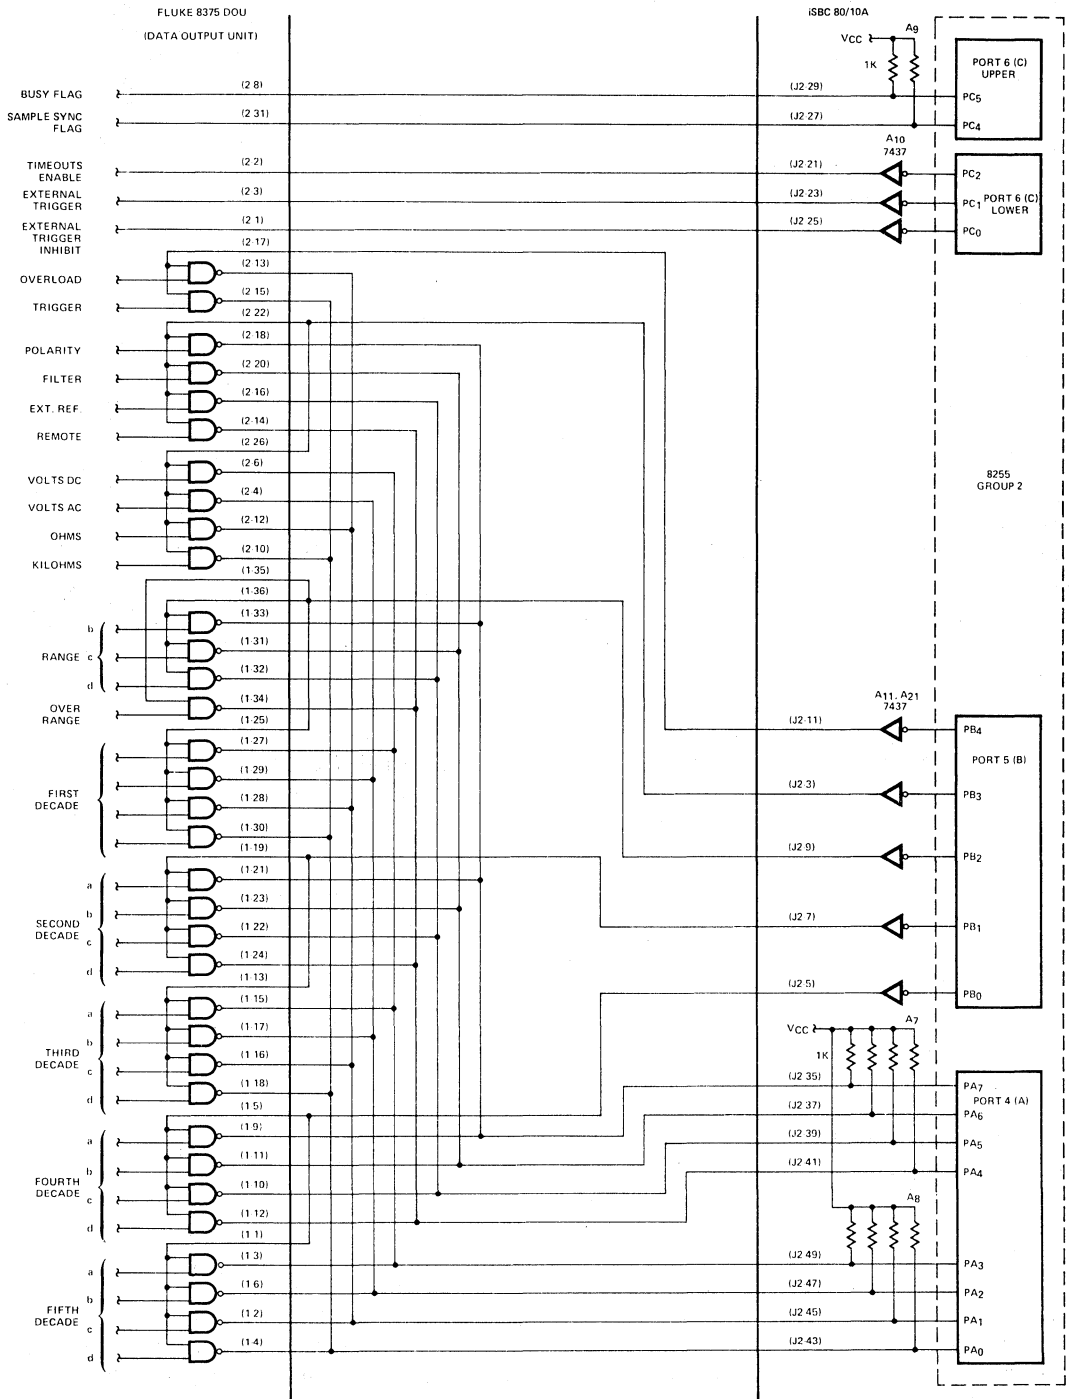 FLUKE 8375 DOU
(DATA OUTPUT UNIT)
iSBC 80/10A
VCC
A9
1K
PORT 6 (C)
UPPER
BUSY FLAG
(2 8)
(J2 29)
PC5
SAMPLE SYNC
FLAG
(2 31)
(J2 27)
PC4
A10
7437
TIMEOUTS
ENABLE
(2 2)
(J2 21)
PC2
EXTERNAL
TRIGGER
(2 3)
(J2 23)
PC1
PORT 6 (C)
LOWER
EXTERNAL
TRIGGER
INHIBIT
(2 1)
(J2 25)
PC0
(2-17)
(2 13)
OVERLOAD
(2 15)
TRIGGER
(2 22)
(2-18)
POLARITY
(2 20)
FILTER
(2-16)
EXT. REF.
(2-14)
REMOTE
(2 26)
(2-6)
VOLTS DC
(2-4)
VOLTS AC
(2-12)
OHMS
(2-10)
KILOHMS
8255
GROUP 2
(1-35)
(1-36)
(1-33)
b
(1-31)
RANGE c
(1-32)
d
(1-34)
OVER
RANGE
(1-25)
A11, A21
7437
(J2-11)
PB4
PORT 5 (B)
(1-27)
(1 29)
FIRST
DECADE
(1 28)
(1-30)
(J2-3)
PB3
(1-19)
(J2 9)
PB2
(1-21)
a
(1 23)
b
SECOND
DECADE
(1 22)
c
(1 24)
d
(J2 7)
PB1
(1-13)
(J2 5)
PB0
(1 15)
a
(1-17)
b
THIRD
DECADE
(1 16)
c
(1 18)
d
VCC
A7
1K
(1 5)
(J2 35)
PA7
PORT 4 (A)
(1-9)
a
(J2 37)
PA6
(1 11)
b
(J2 39)
PA5
FOURTH
DECADE
(1 10)
c
(J2-41)
PA4
(1 12)
d
A8
(1 1)
(1 3)
a
(J2 49)
PA3
(1 6)
b
(J2 47)
PA2
FIFTH
DECADE
(1 2)
c
(J2 45)
PA1
(1-4)
d
(J2-43)
PA0